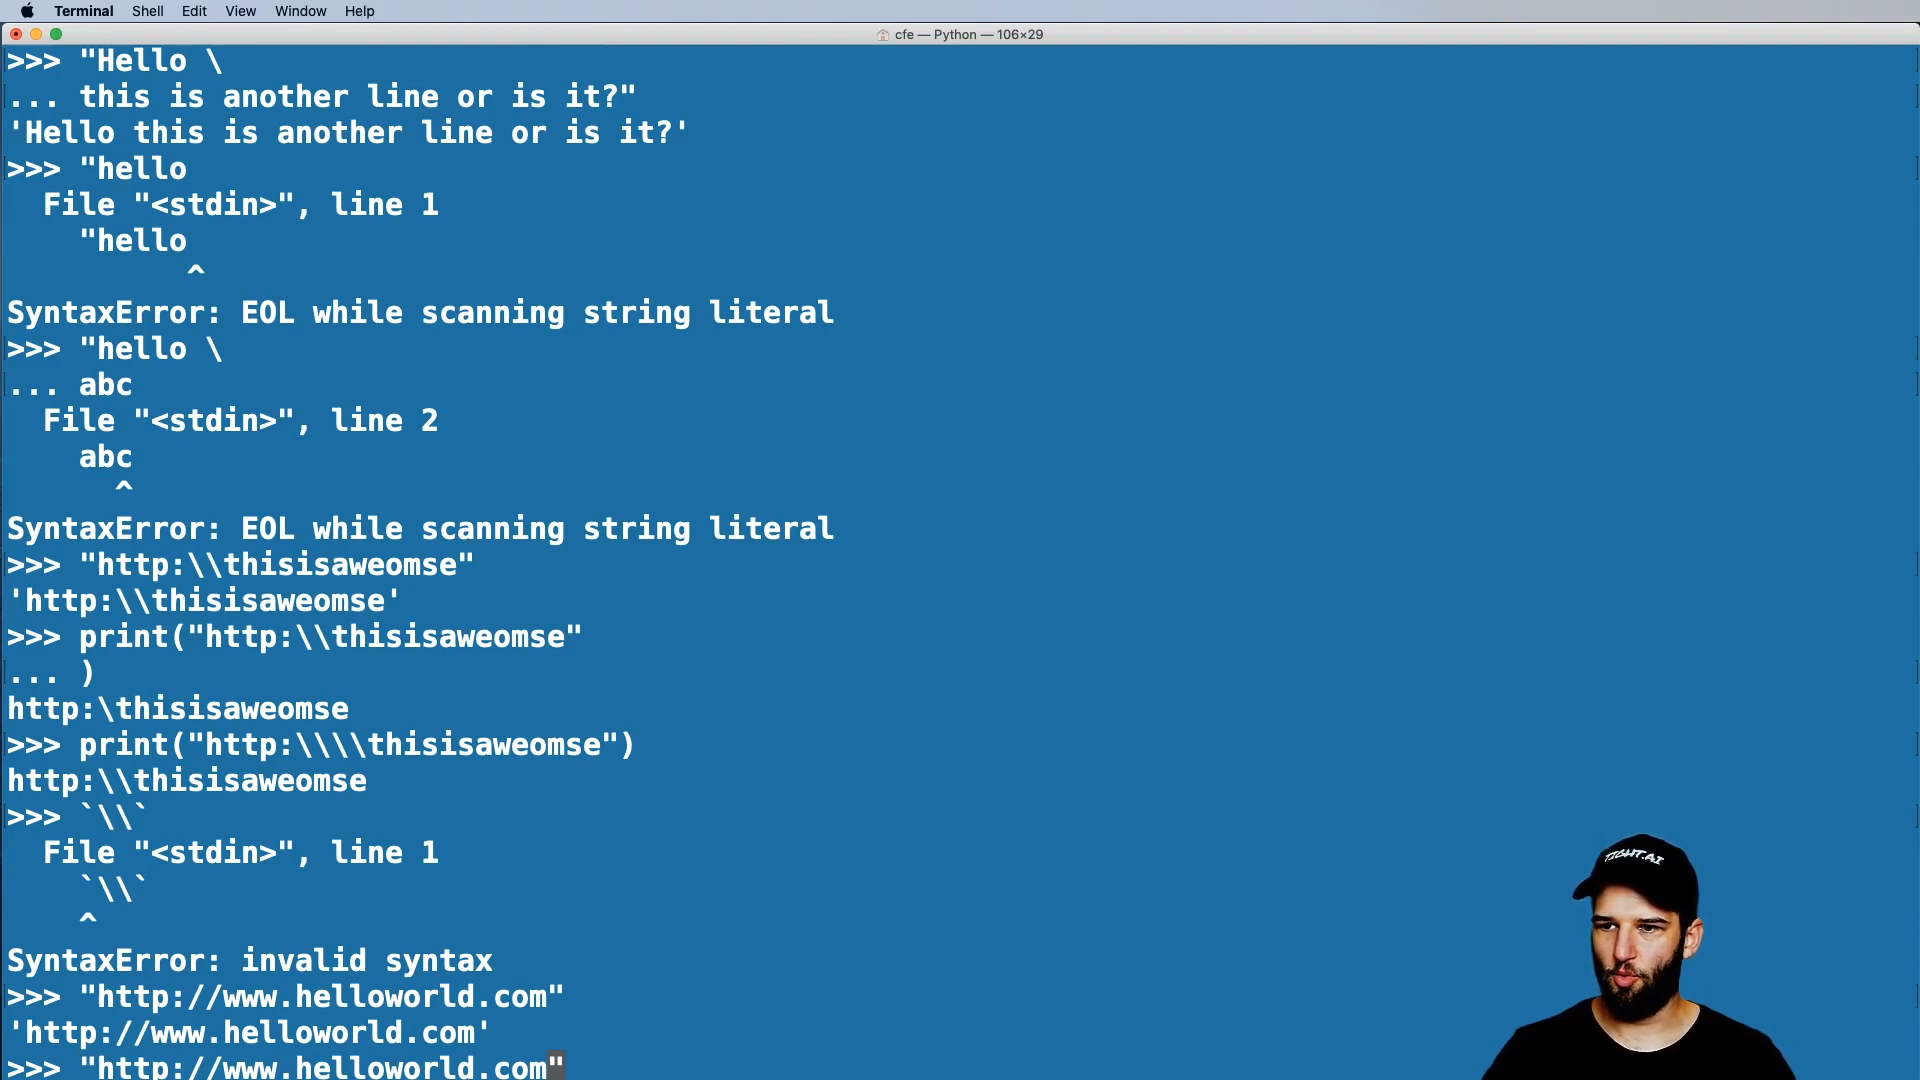 Terminal Shell Edit View Window Help
cfe — Python — 106×29
>>> "Hello \
... this is another line or is it?"
'Hello this is another line or is it?'
>>> "hello
  File "<stdin>", line 1
    "hello
          ^
SyntaxError: EOL while scanning string literal
>>> "hello \
... abc
  File "<stdin>", line 2
    abc
      ^
SyntaxError: EOL while scanning string literal
>>> "http:\\thisisaweomse"
'http:\\thisisaweomse'
>>> print("http:\\thisisaweomse"
... )
http:\thisisaweomse
>>> print("http:\\\\thisisaweomse")
http:\\thisisaweomse
>>> `\\`
  File "<stdin>", line 1
    `\\`
    ^
SyntaxError: invalid syntax
>>> "http://www.helloworld.com"
'http://www.helloworld.com'
>>> "http://www.helloworld.com"
TIGHT.AI